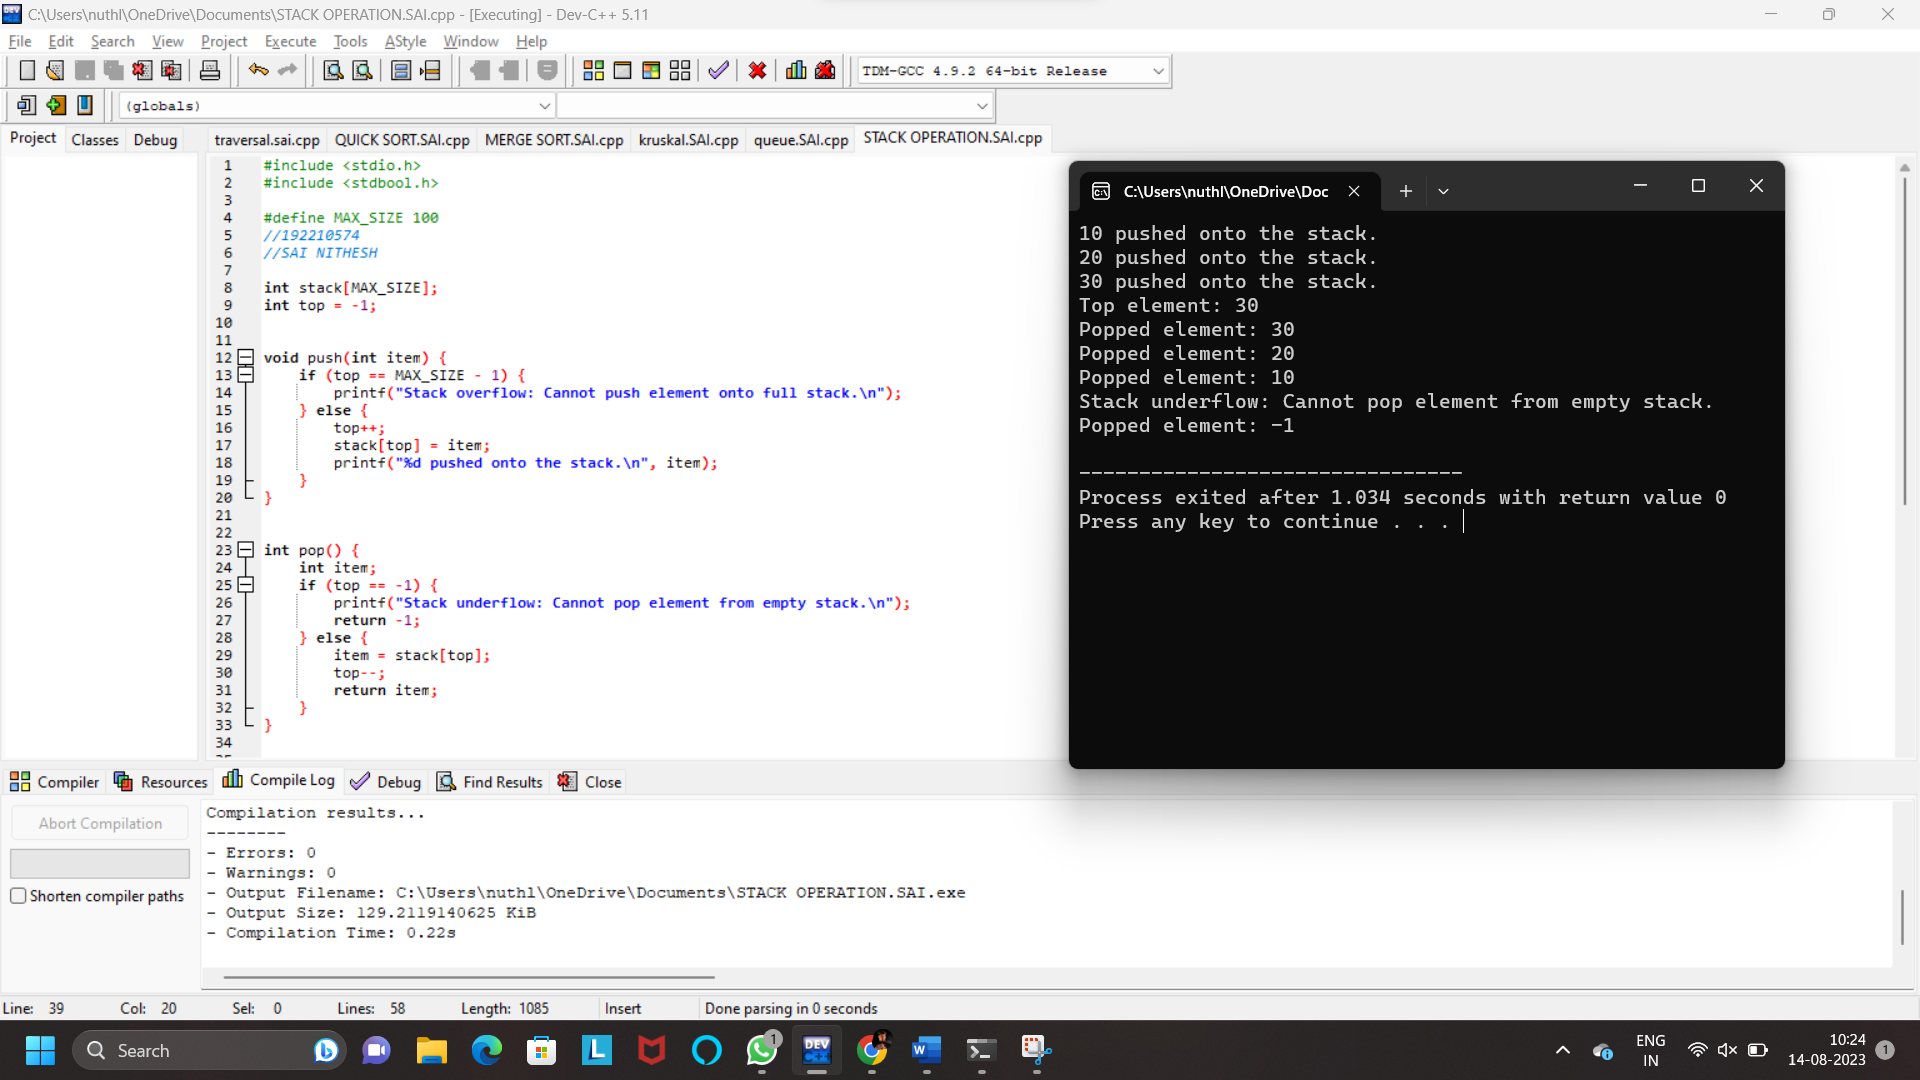 C:\Users\nuthl\OneDrive\Documents\STACK OPERATION.SAI.cpp - [Executing] - Dev-C++ 5.11
File Edit Search View Project Execute Tools AStyle Window Help
TDM-GCC 4.9.2 64-bit Release
(globals)
Project Classes Debug
traversal.sai.cpp QUICK SORT.SAI.cpp MERGE SORT.SAI.cpp kruskal.SAI.cpp queue.SAI.cpp STACK OPERATION.SAI.cpp
1 #include <stdio.h>
2 #include <stdbool.h>
3
4 #define MAX_SIZE 100
5 //192210574
6 //SAI NITHESH
7
8 int stack[MAX_SIZE];
9 int top = -1;
10
11
12 void push(int item) {
13 if (top == MAX_SIZE - 1) {
14 printf("Stack overflow: Cannot push element onto full stack.\n");
15 } else {
16 top++;
17 stack[top] = item;
18 printf("%d pushed onto the stack.\n", item);
19 }
20 }
21
22
23 int pop() {
24 int item;
25 if (top == -1) {
26 printf("Stack underflow: Cannot pop element from empty stack.\n");
27 return -1;
28 } else {
29 item = stack[top];
30 top--;
31 return item;
32 }
33 }
34
C:\Users\nuthl\OneDrive\Doc
10 pushed onto the stack.
20 pushed onto the stack.
30 pushed onto the stack.
Top element: 30
Popped element: 30
Popped element: 20
Popped element: 10
Stack underflow: Cannot pop element from empty stack.
Popped element: -1
--------------------------------
Process exited after 1.034 seconds with return value 0
Press any key to continue . . .
Compiler Resources Compile Log Debug Find Results Close
Abort Compilation
Shorten compiler paths
Compilation results...
--------
- Errors: 0
- Warnings: 0
- Output Filename: C:\Users\nuthl\OneDrive\Documents\STACK OPERATION.SAI.exe
- Output Size: 129.2119140625 KiB
- Compilation Time: 0.22s
Line: 39 Col: 20 Sel: 0 Lines: 58 Length: 1085 Insert Done parsing in 0 seconds
Search
1
DEV
C++
ENG
IN
10:24
14-08-2023
1